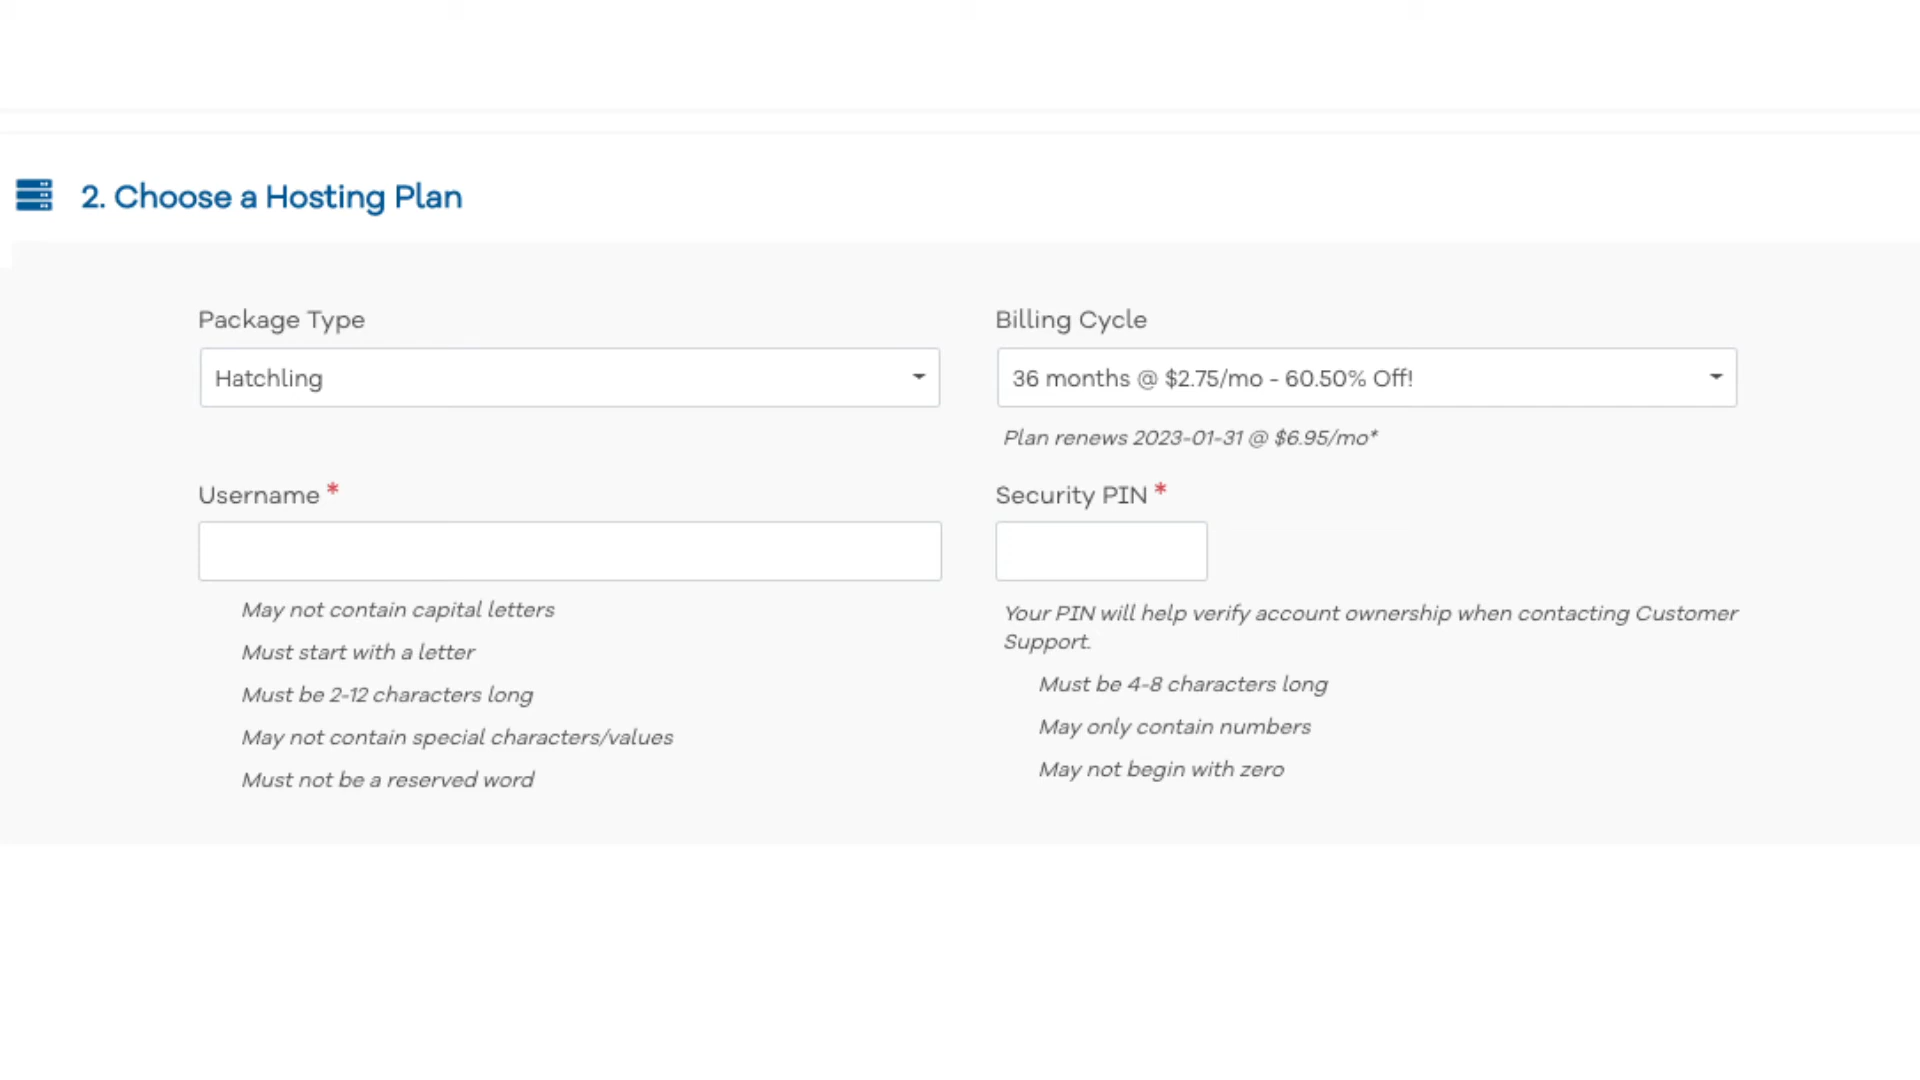 2. Choose a Hosting Plan
Package Type
Billing Cycle
Hatchling
36 months @ $2.75/mo - 60.50% Off!
Plan renews 2023-01-31 @ $6.95/mo*
Username *
Security PIN *
May not contain capital letters
Must start with a letter
Must be 2-12 characters long
May not contain special characters/values
Must not be a reserved word
Your PIN will help verify account ownership when contacting Customer
Support.
Must be 4-8 characters long
May only contain numbers
May not begin with zero